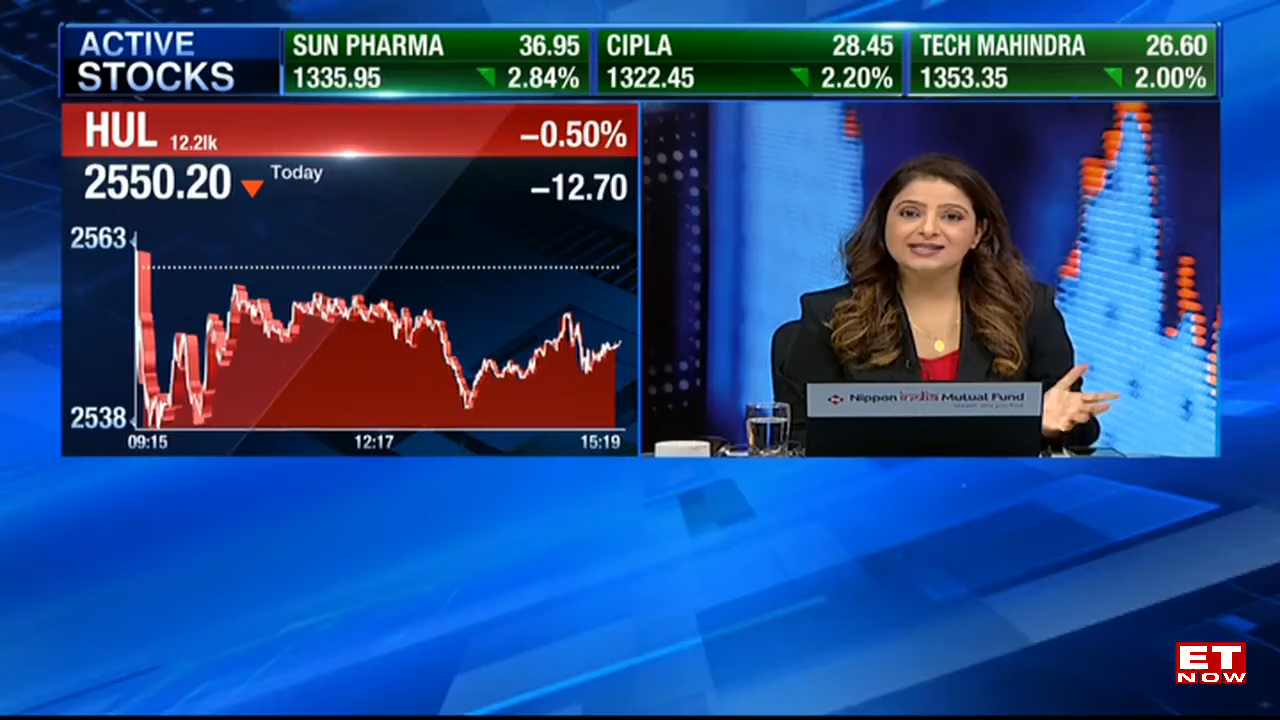 ACTIVE
STOCKS
SUN PHARMA 36.95
1335.95 2.84%
CIPLA 28.45
1322.45 2.20%
TECH MAHINDRA 26.60
1353.35 2.00%
HUL 12.2lk −0.50%
2550.20 Today −12.70
2563
2538
09:15 12:17 15:19
Nippon india Mutual Fund
ET
NOW